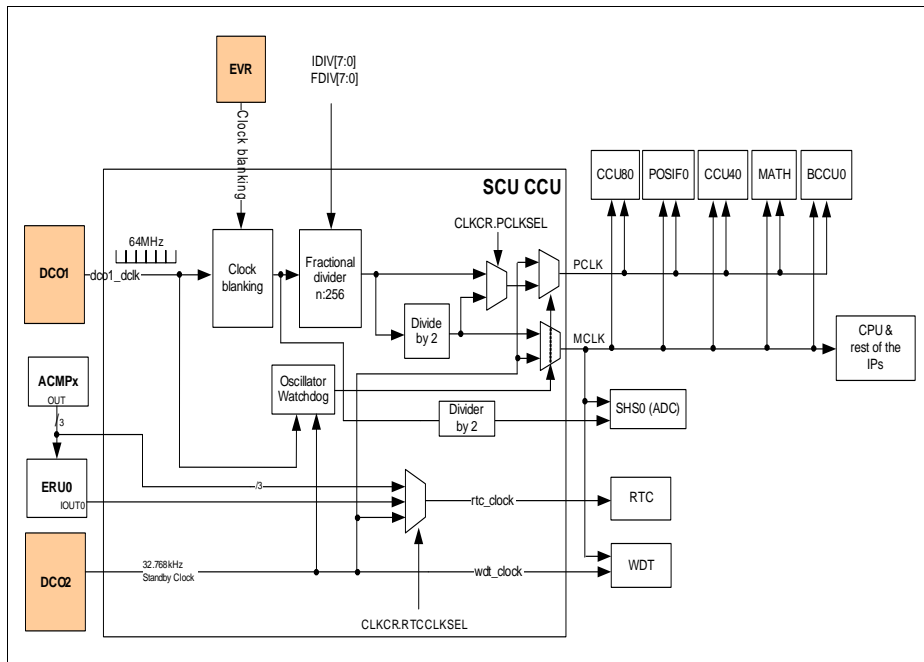 EVR
IDIV[7:0]
FDIV[7:0]
Clock blanking
SCU CCU
CCU80
POSIF0
CCU40
MATH
BCCU0
CLKCR.PCLKSEL
64MHz
DCO1
dco1_dclk
Clock
blanking
Fractional
divider
n:256
PCLK
Divide
by 2
MCLK
CPU &
rest of the
IPs
ACMPx
OUT
Oscillator
Watchdog
Divider
by 2
SHS0 (ADC)
/3
ERU0
IOUT0
/3
rtc_clock
RTC
DCO2
32.768kHz
Standby Clock
wdt_clock
WDT
CLKCR.RTCCLKSEL